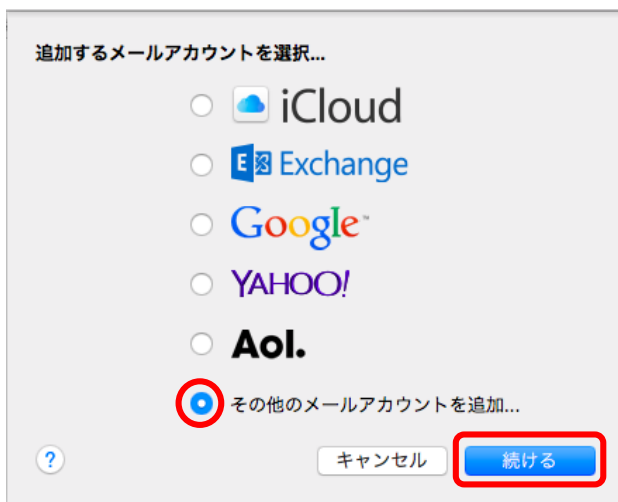 追加するメールアカウントを選択...
iCloud
E Exchange
Google™
YAHOO!
Aol.
その他のメールアカウントを追加...
? キャンセル 続ける